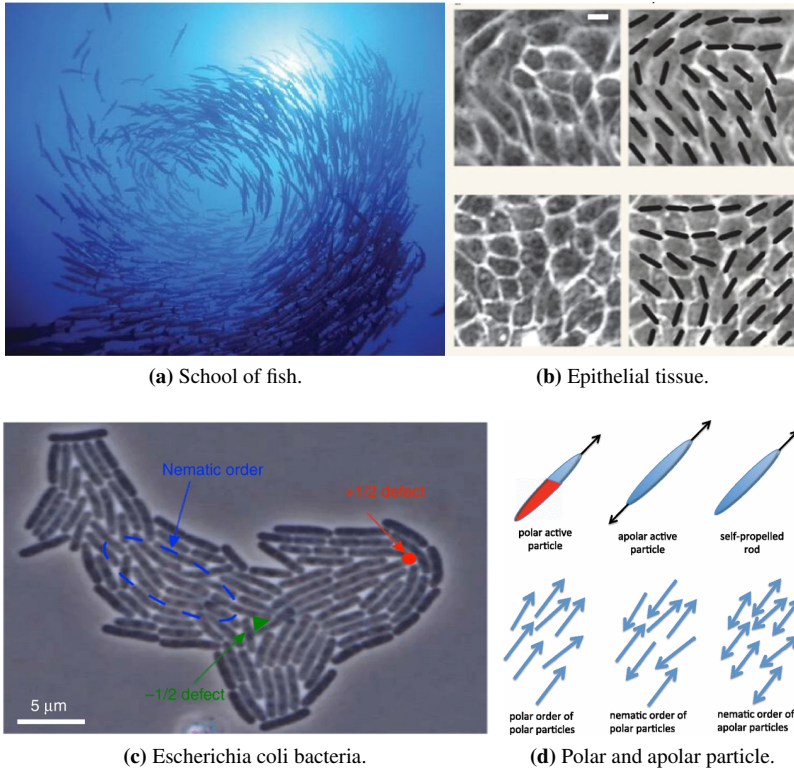 (a) School of fish.
(b) Epithelial tissue.
Nematic order
–1/2 defect
–1/2 defect
5 μm
(c) Escherichia coli bacteria.
polar active
particle
apolar active
particle
self-propelled
rod
polar order of
polar particles
nematic order of
polar particles
nematic order of
apolar particles
(d) Polar and apolar particle.